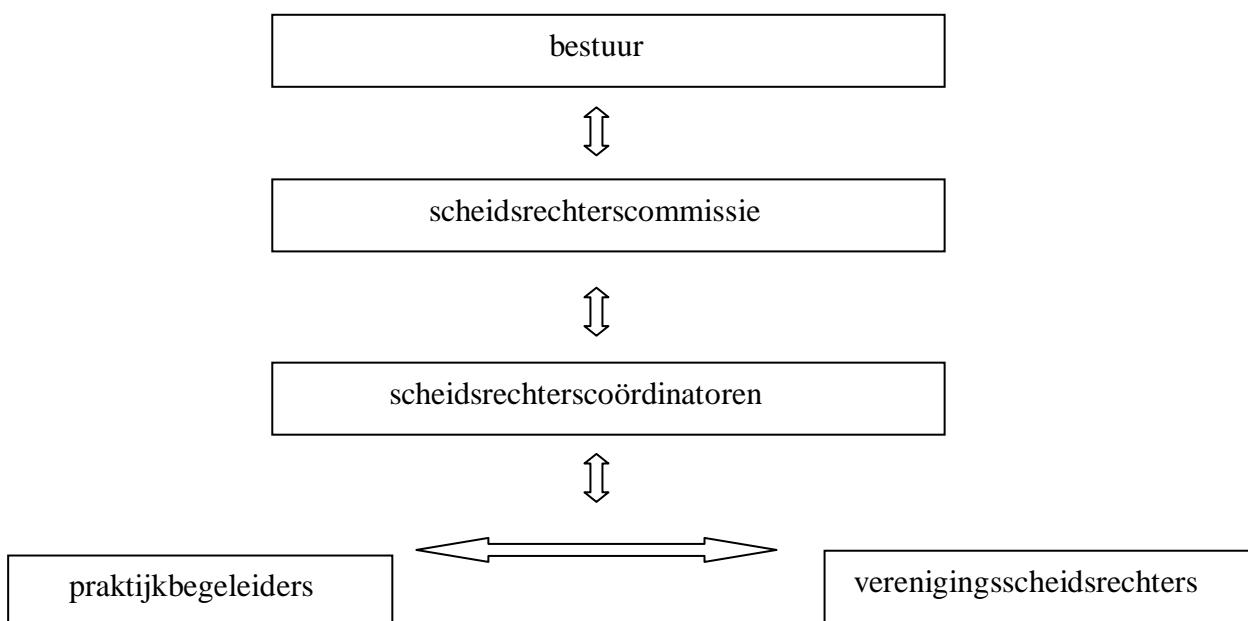 bestuur
scheidsrechterscommissie
scheidsrechterscoördinatoren
praktijkbegeleiders
verenigingsscheidsrechters